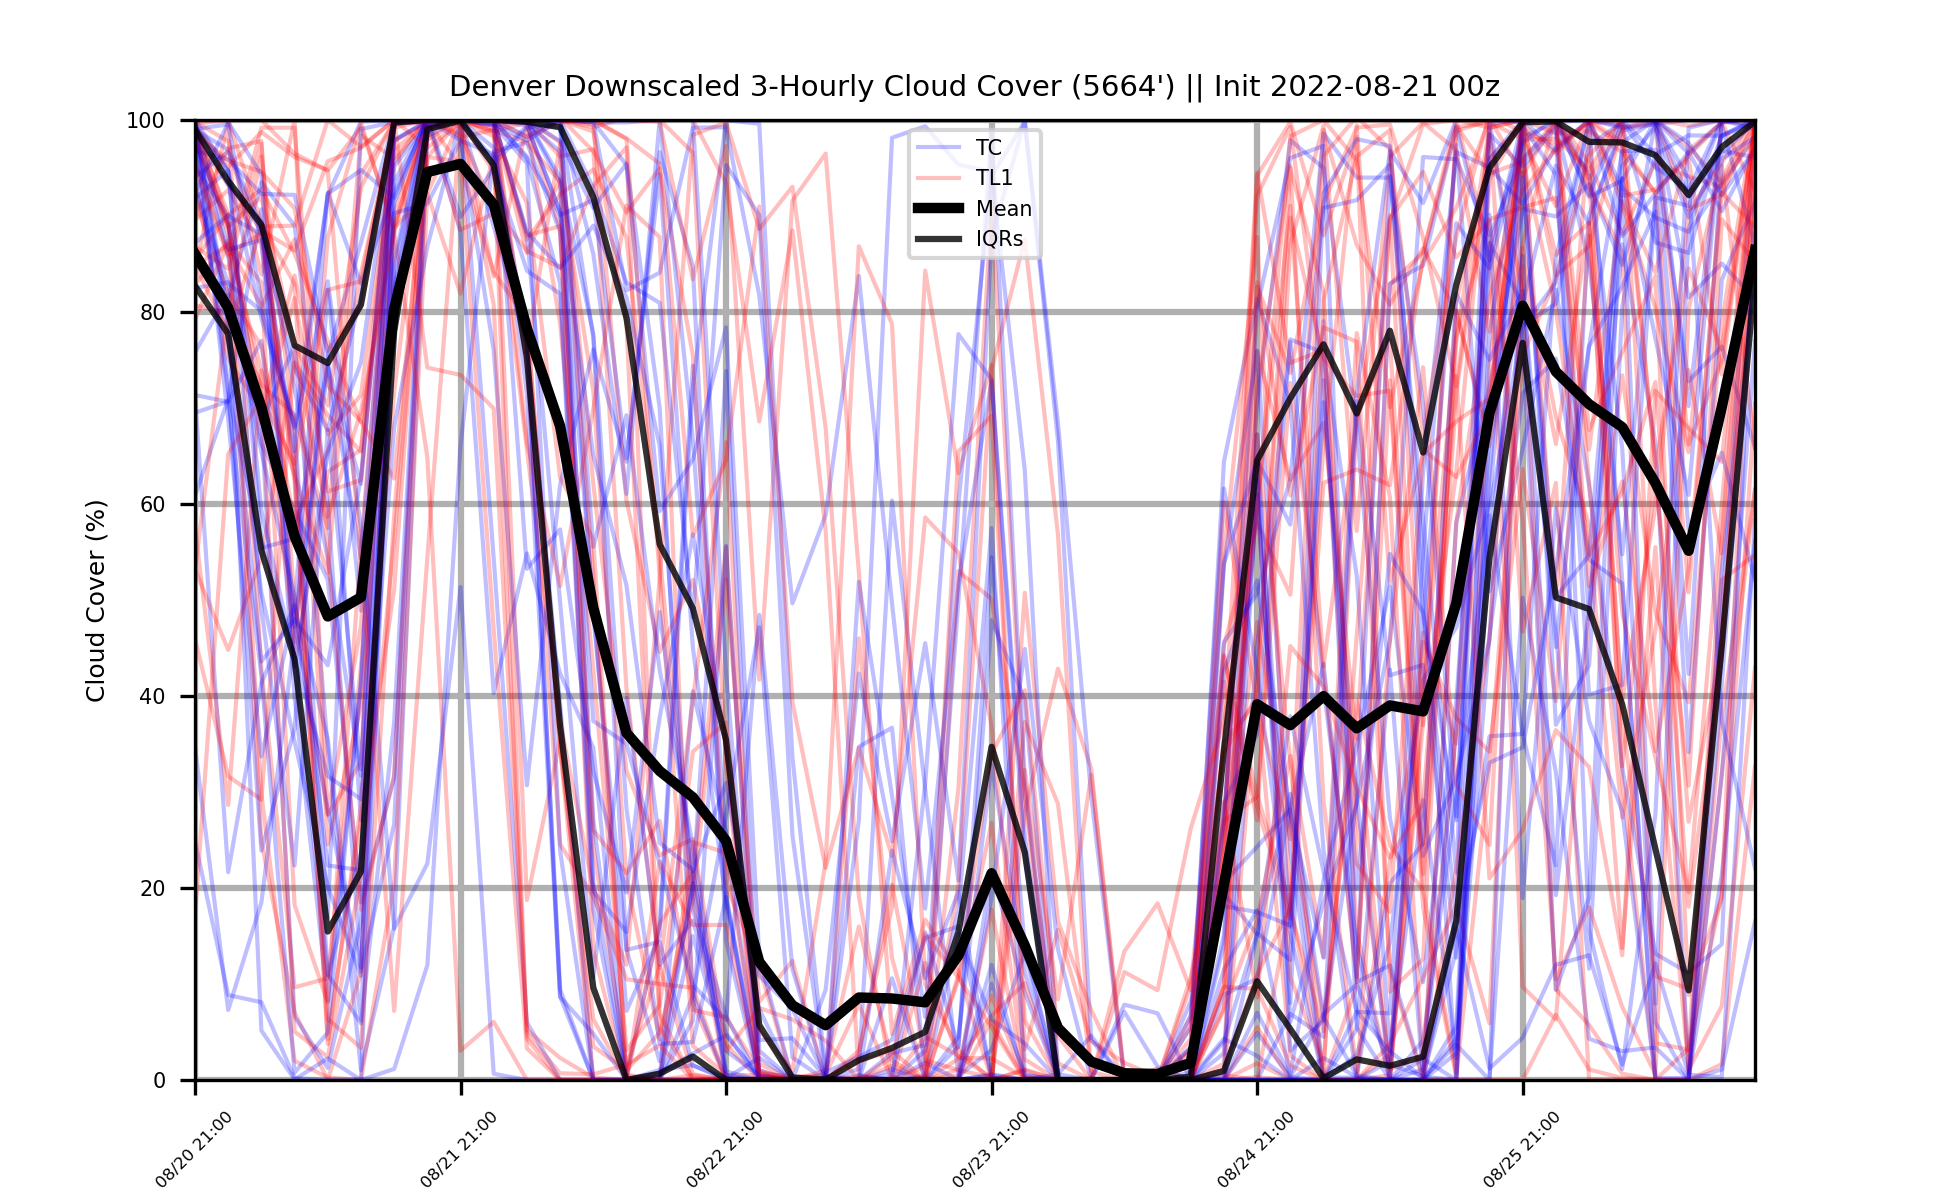 Denver Downscaled 3-Hourly Cloud Cover (5664') || Init 2022-08-21 00z
TC
TL1
Mean
IQRs
Cloud Cover (%)
100
80
60
40
20
0
08/20 21:00
08/21 21:00
08/22 21:00
08/23 21:00
08/24 21:00
08/25 21:00